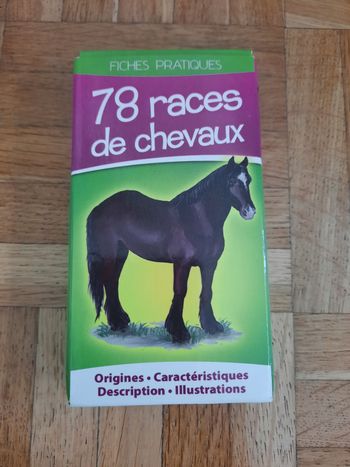 FICHES PRATIQUES
78 races
de chevaux
Origines • Caractéristiques
Description • Illustrations